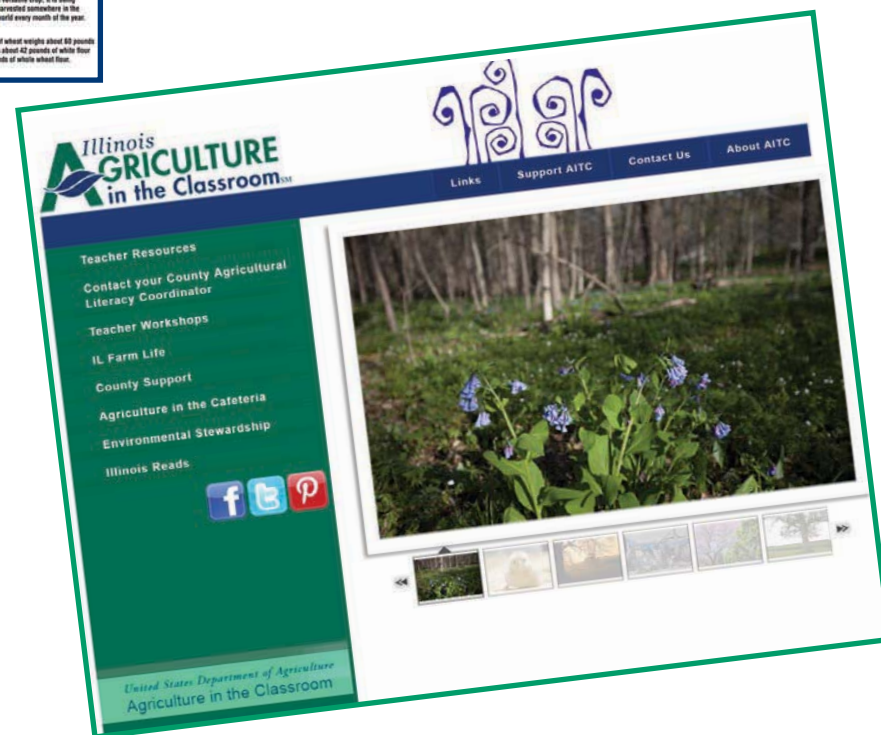 arvested somewhere in the
world every month of the year.
of wheat weighs about 60 pounds
about 42 pounds of white flour
of whole wheat flour.
Illinois
AGRICULTURE
in the Classroom SM
Links
Support AITC
Contact Us
About AITC
Teacher Resources
Contact your County Agricultural
Literacy Coordinator
Teacher Workshops
IL Farm Life
County Support
Agriculture in the Cafeteria
Environmental Stewardship
Illinois Reads
United States Department of Agriculture
Agriculture in the Classroom